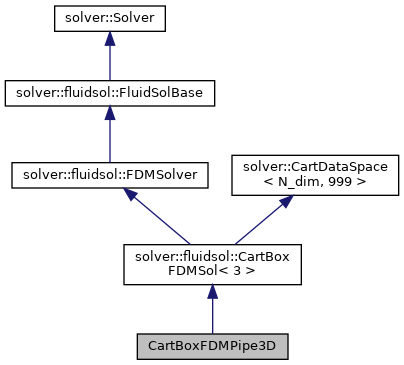 solver::Solver
solver::fluidsol::FluidSolBase
solver::fluidsol::FDMSolver
solver::CartDataSpace
< N_dim, 999 >
solver::fluidsol::CartBox
FDMSol< 3 >
CartBoxFDMPipe3D